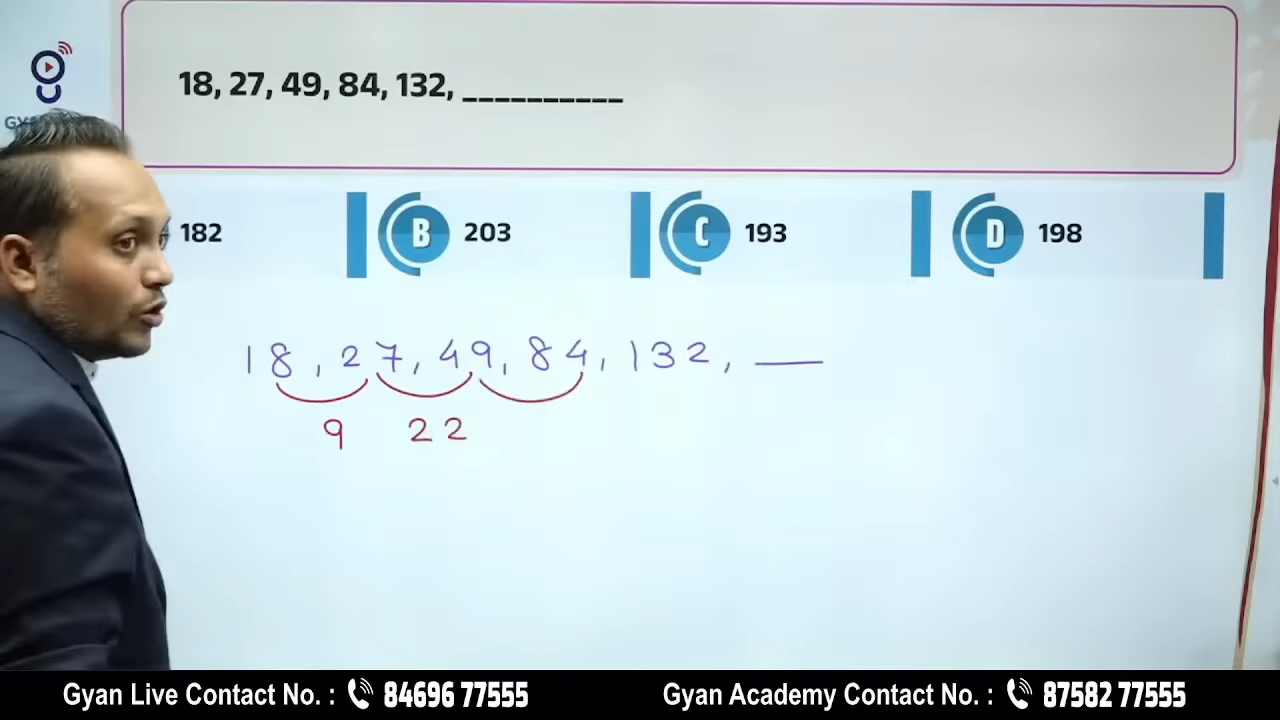 18, 27, 49, 84, 132, __________
182
B 203
C 193
D 198
18, 27, 49, 84, 132, __
9 22
Gyan Live Contact No. : 84696 77555
Gyan Academy Contact No. : 87582 77555